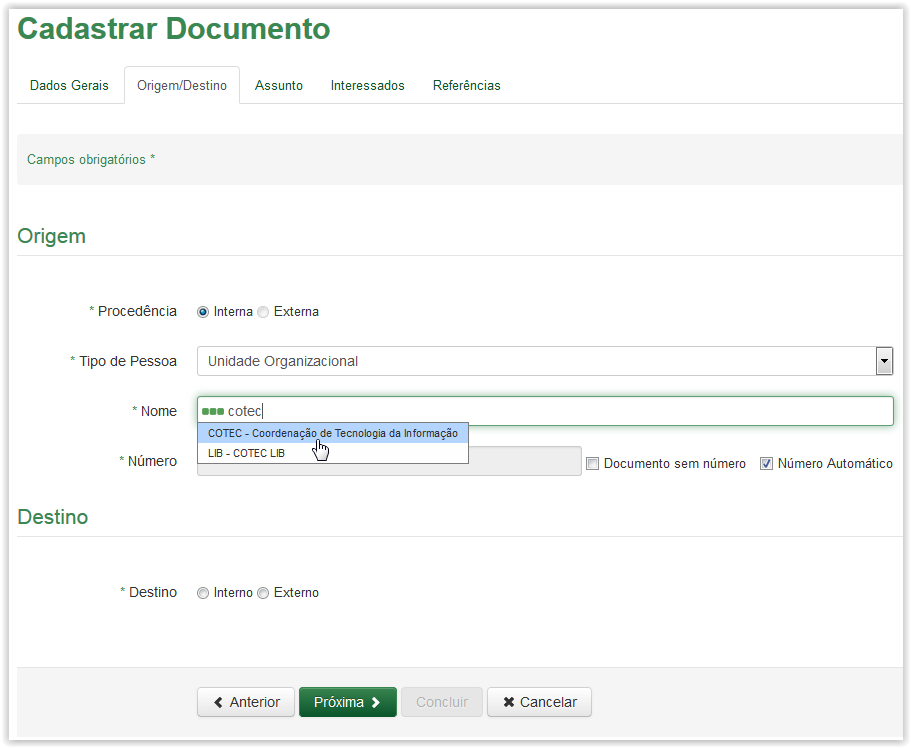 Cadastrar Documento
Dados Gerais Origem/Destino Assunto Interessados Referências
Campos obrigatórios *
Origem
* Procedência Interna Externa
* Tipo de Pessoa Unidade Organizacional
* Nome cotec
COTEC - Coordenação de Tecnologia da Informação
LIB - COTEC LIB
* Número Documento sem número Número Automático
Destino
* Destino Interno Externo
Anterior Próxima Concluir Cancelar